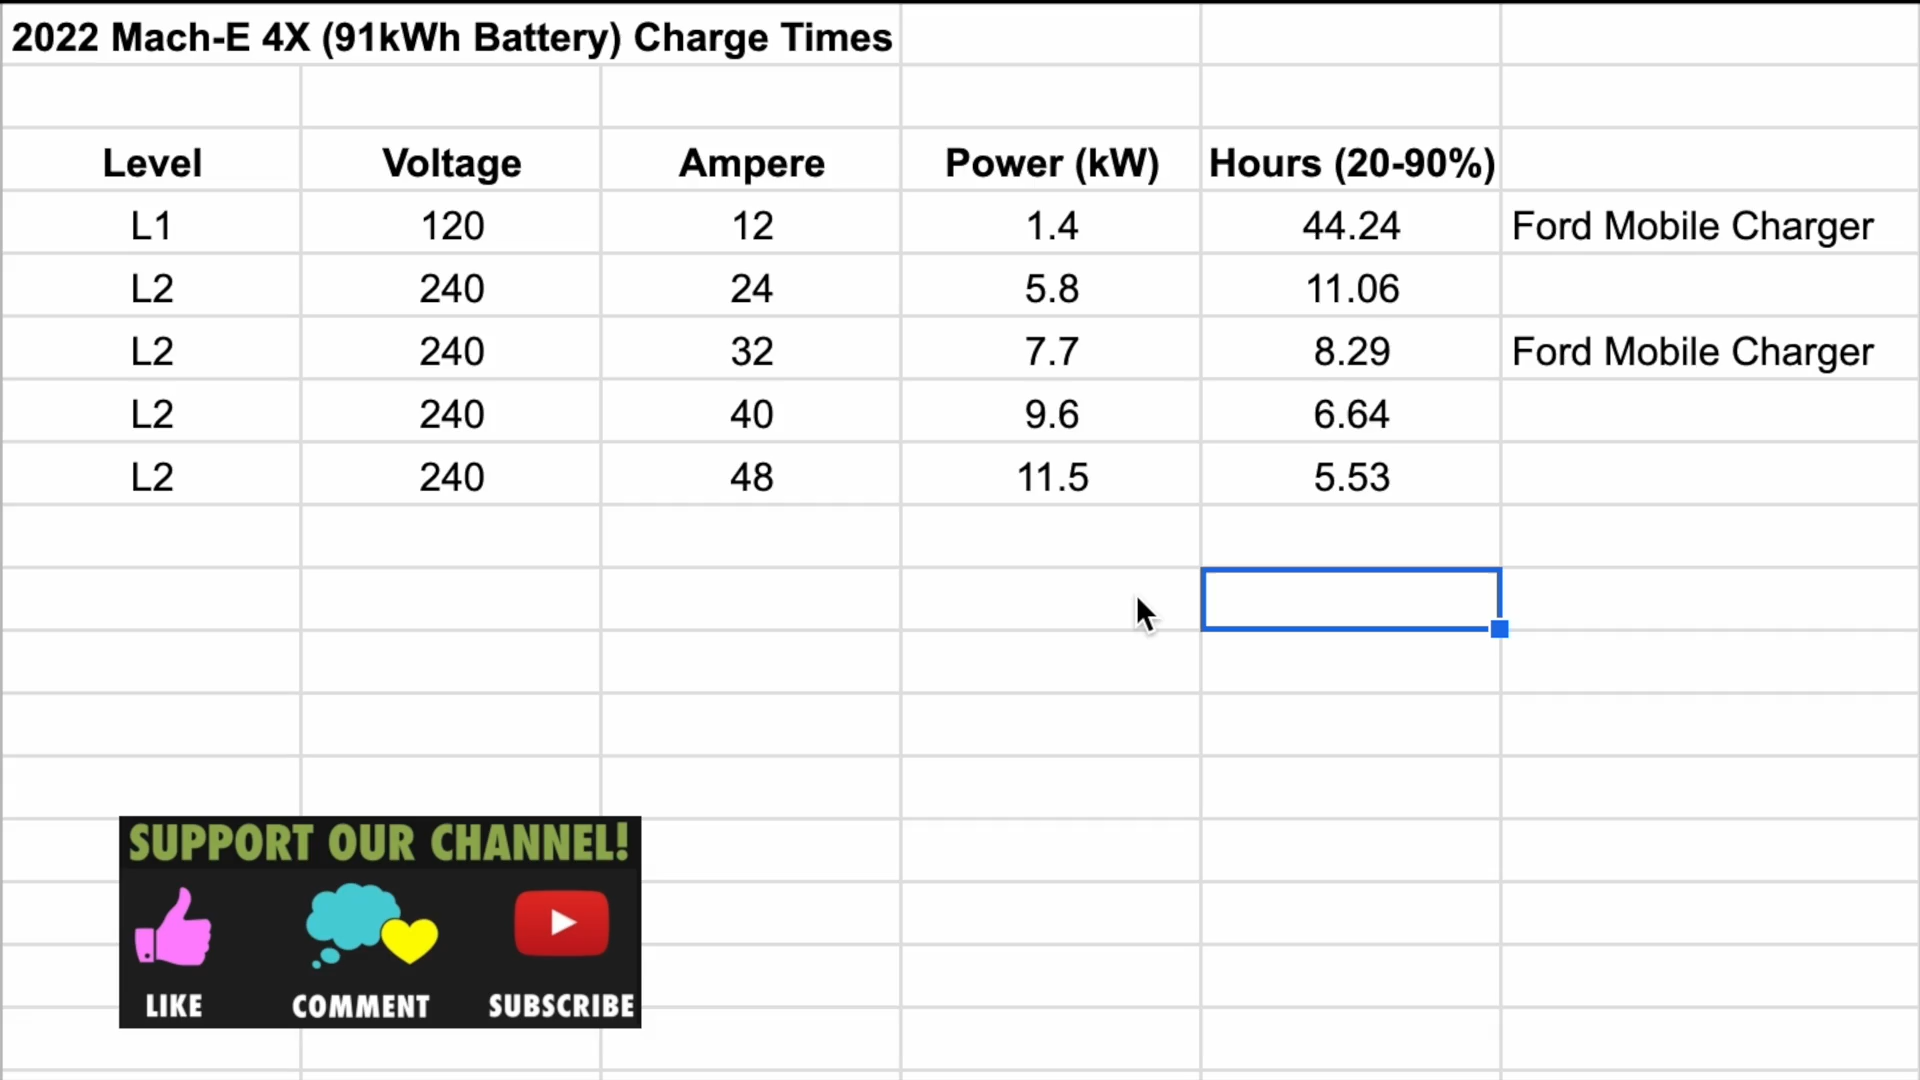 2022 Mach-E 4X (91kWh Battery) Charge Times
Level Voltage Ampere Power (kW) Hours (20-90%)
L1 120 12 1.4 44.24 Ford Mobile Charger
L2 240 24 5.8 11.06
L2 240 32 7.7 8.29 Ford Mobile Charger
L2 240 40 9.6 6.64
L2 240 48 11.5 5.53
SUPPORT OUR CHANNEL!
LIKE COMMENT SUBSCRIBE